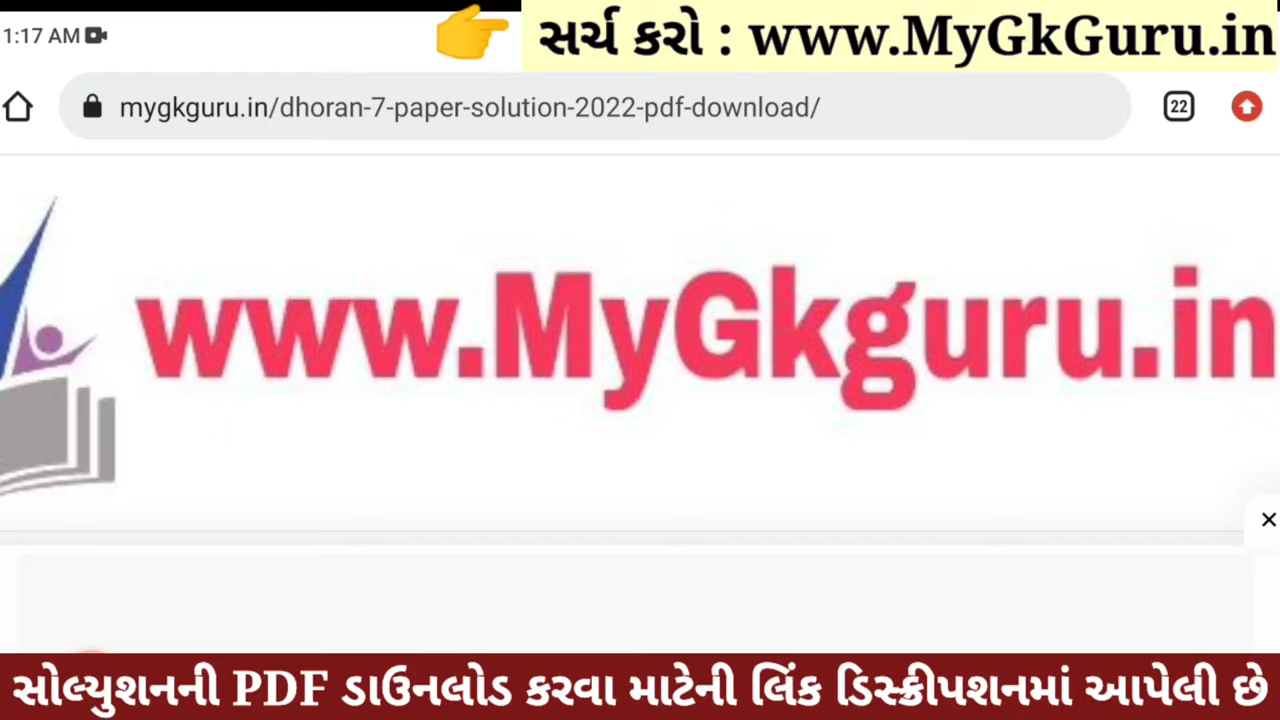 1:17 AM
👉 સર્ચ કરો : www.MyGkGuru.in
mygkguru.in/dhoran-7-paper-solution-2022-pdf-download/
22
www.MyGkguru.in
સોલ્યુશનની PDF ડાઉનલોડ કરવા માટેની લિંક ડિસ્ક્રીપશનમાં આપેલી છે